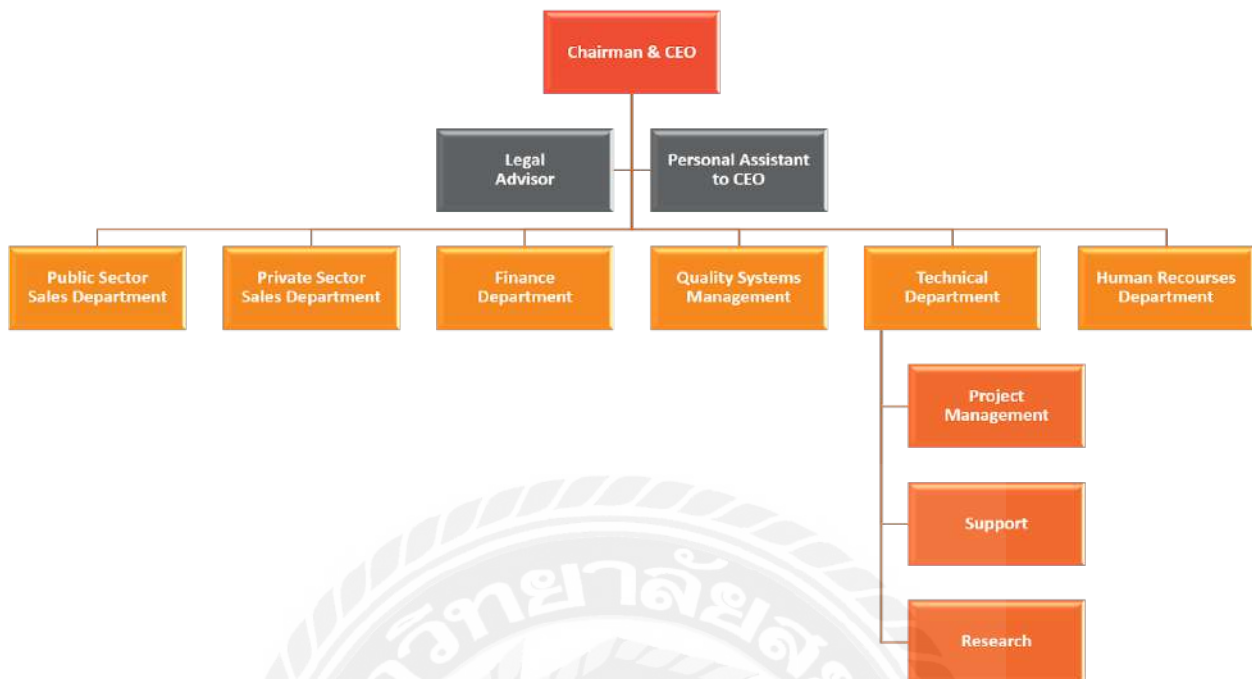 Chairman & CEO
Legal
Advisor
Personal Assistant
to CEO
Public Sector
Sales Department
Private Sector
Sales Department
Finance
Department
Quality Systems
Management
Technical
Department
Human Recourses
Department
Project
Management
Support
Research